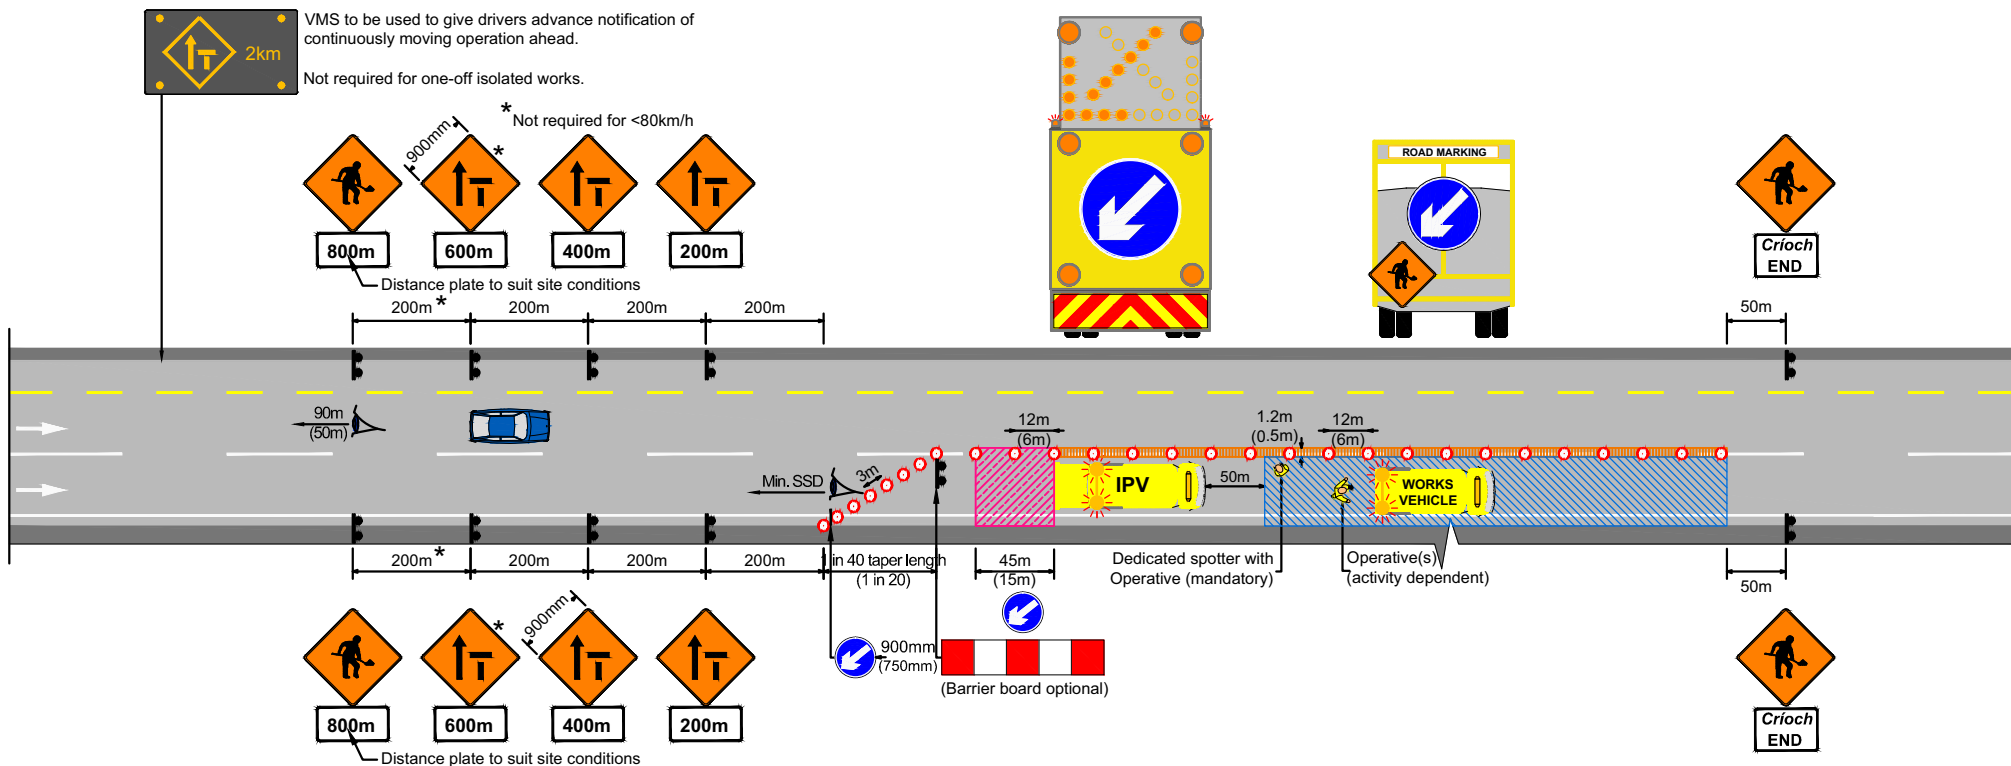 VMS to be used to give drivers advance notification of
continuously moving operation ahead.
2km
Not required for one-off isolated works.
*
Not required for <80km/h
900mm
*
800m
600m
400m
200m
Distance plate to suit site conditions
200m*
200m
200m
200m
ROAD MARKING
Críoch
END
50m
90m
(50m)
Min. SSD
3m
12m
(6m)
IPV
50m
1.2m
(0.5m)
12m
(6m)
WORKS
VEHICLE
200m*
200m
200m
200m
1 in 40 taper length
(1 in 20)
45m
(15m)
Dedicated spotter with
Operative (mandatory)
Operative(s)
(activity dependent)
50m
*
900mm
800m
600m
400m
200m
Distance plate to suit site conditions
900mm
(750mm)
(Barrier board optional)
Críoch
END